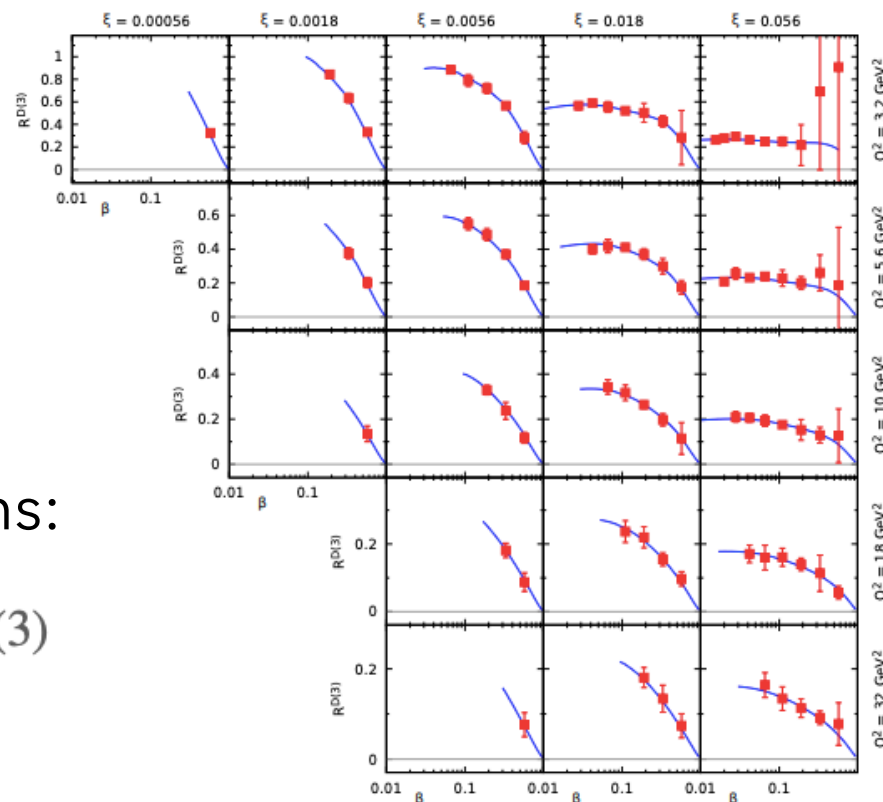 ξ = 0.00056 ξ = 0.0018 ξ = 0.0056 ξ = 0.018 ξ = 0.056
1
0.8
0.6
0.4
0.2
0
R^D(3)
Q² = 3.2 GeV²
0.01 0.1
β
0.6
0.4
0.2
0
R^D(3)
Q² = 5.6 GeV²
0.4
0.2
0
R^D(3)
Q² = 10 GeV²
0.01 0.1
β
ns:
0.2
0
R^D(3)
Q² = 18 GeV²
(3)
0.2
0
R^D(3)
Q² = 32 GeV²
0.01 0.1 0.01 0.1 0.01 0.1
β β β